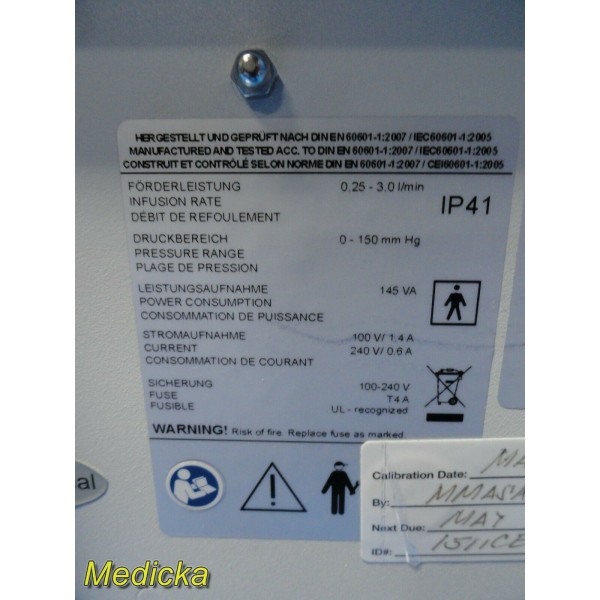 HERGESTELLT UND GEPRÜFT NACH DIN EN 60601-1:2007 / IEC60601-1:2005
MANUFACTURED AND TESTED ACC. TO DIN EN 60601-1:2007 / IEC60601-1:2005
CONSTRUIT ET CONTRÔLÉ SELON NORME DIN EN 60601-1:2007 / CEI60601-1:2005
FÖRDERLEISTUNG 0.25 - 3.0 l/min
INFUSION RATE IP41
DÉBIT DE REFOULEMENT
DRUCKBEREICH 0 - 150 mm Hg
PRESSURE RANGE
PLAGE DE PRESSION
LEISTUNGSAUFNAHME 145 VA
POWER CONSUMPTION
CONSOMMATION DE PUISSANCE
STROMAUFNAHME 100 V/ 1,4 A
CURRENT 240 V/ 0,6 A
CONSOMMATION DE COURANT
SICHERUNG 100-240 V
FUSE T4 A
FUSIBLE UL - recognized
WARNING! Risk of fire. Replace fuse as marked.
Calibration Date: MA
By:
Next Due: MAY
ID#: 1511CE
Medicka